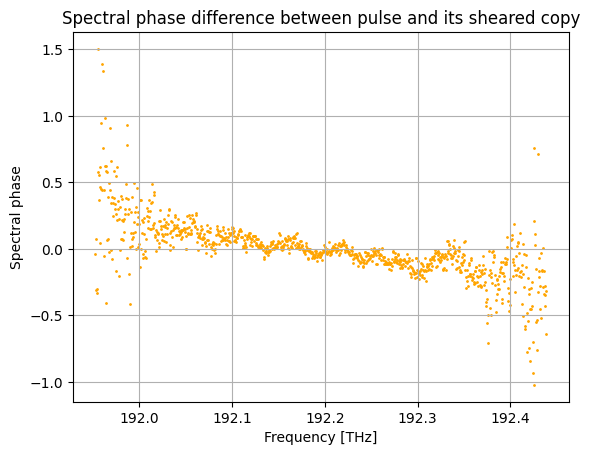 Spectral phase difference between pulse and its sheared copy
1.5
1.0
0.5
0.0
−0.5
−1.0
Spectral phase
192.0 192.1 192.2 192.3 192.4
Frequency [THz]